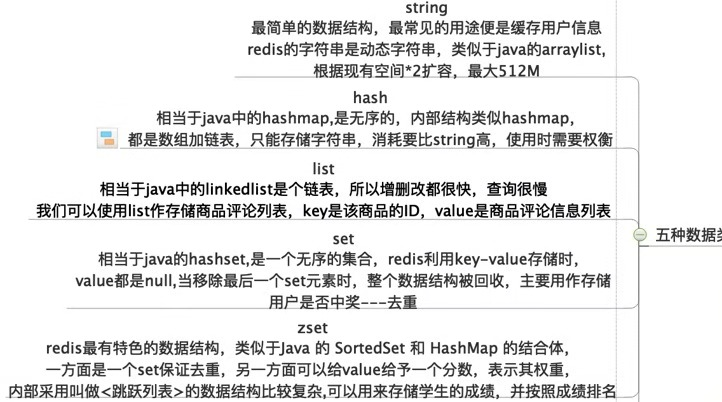 string
最简单的数据结构，最常见的用途便是缓存用户信息
redis的字符串是动态字符串，类似于java的arraylist,
根据现有空间*2扩容，最大512M
hash
相当于java中的hashmap,是无序的，内部结构类似hashmap，
都是数组加链表，只能存储字符串，消耗要比string高，使用时需要权衡
list
相当于java中的linkedlist是个链表，所以增删改都很快，查询很慢
我们可以使用list作存储商品评论列表，key是该商品的ID，value是商品评论信息列表
set
相当于java的hashset,是一个无序的集合，redis利用key-value存储时，
value都是null,当移除最后一个set元素时，整个数据结构被回收，主要用作存储
用户是否中奖---去重
zset
redis最有特色的数据结构，类似于Java 的 SortedSet 和 HashMap 的结合体，
一方面是一个set保证去重，另一方面可以给value给予一个分数，表示其权重，
内部采用叫做<跳跃列表>的数据结构比较复杂,可以用来存储学生的成绩，并按照成绩排名
五种数据类